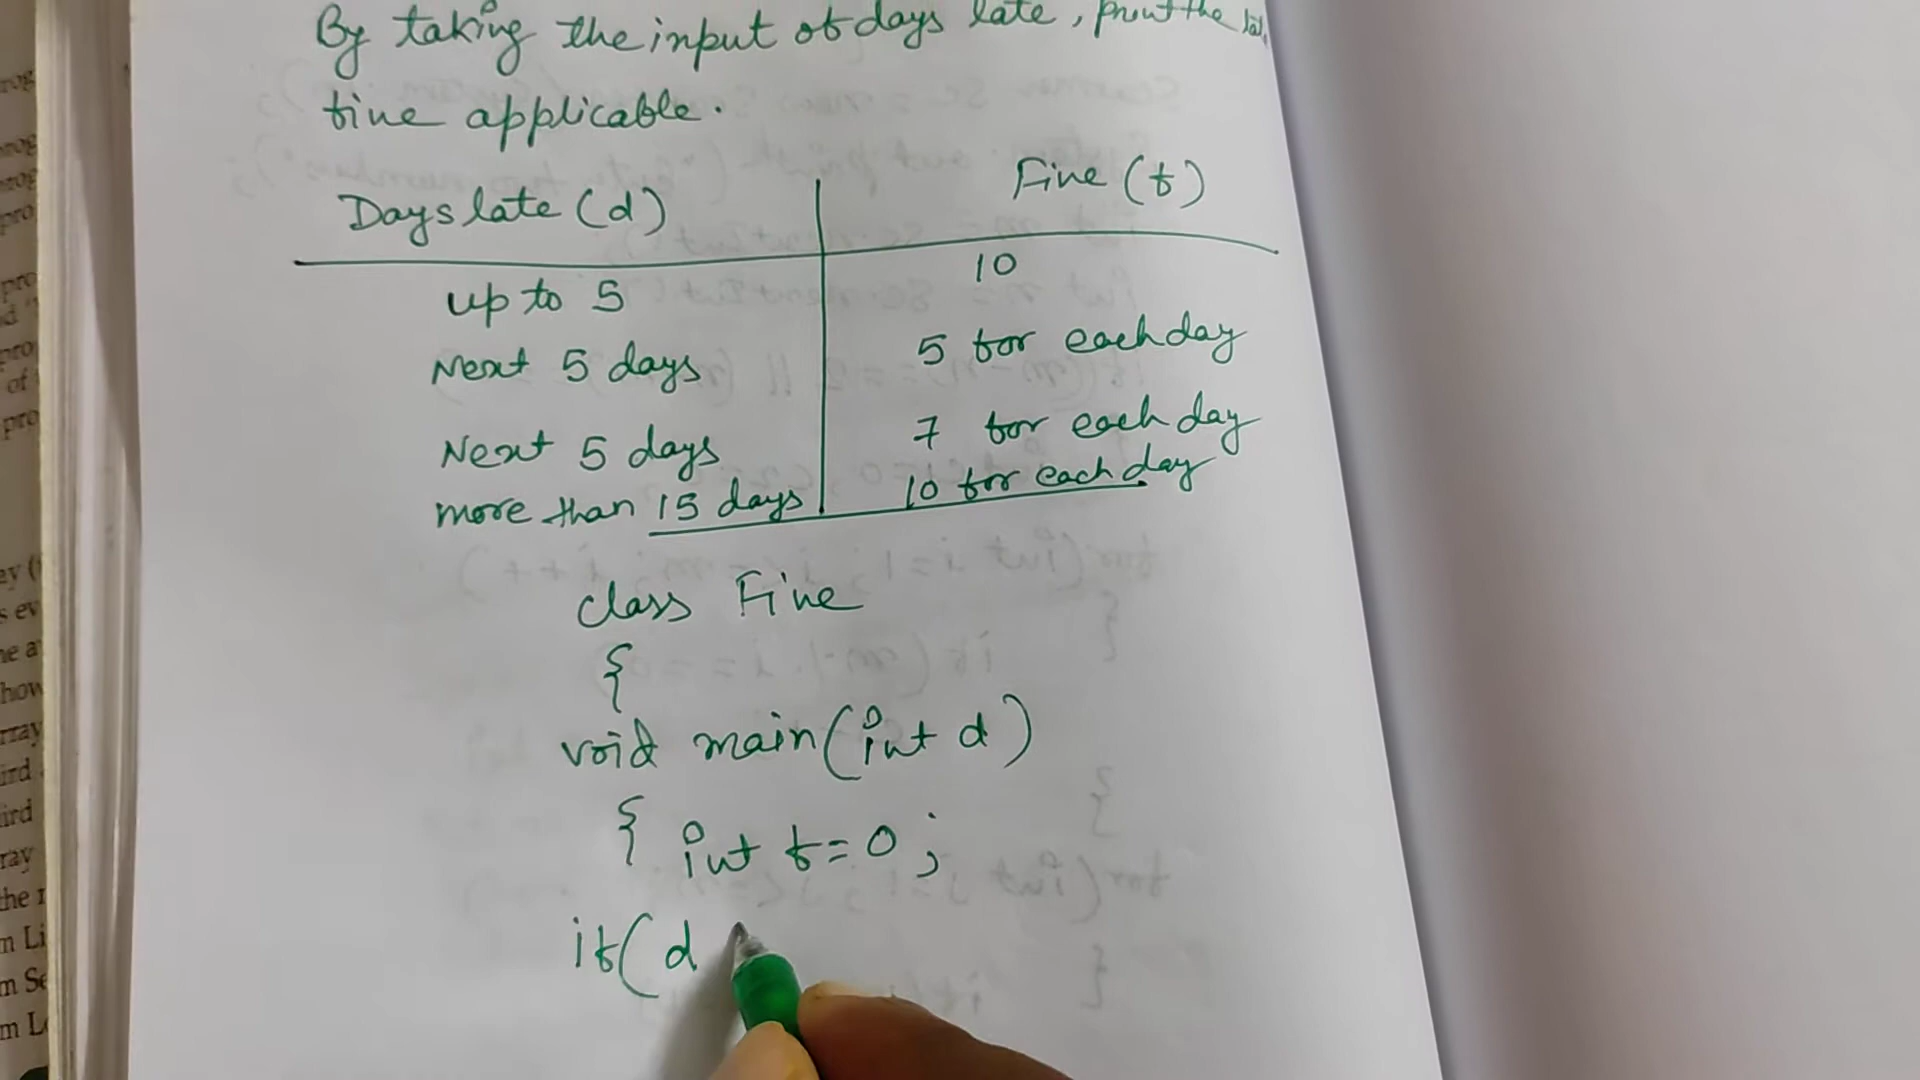 By taking the input of days late, print the
fine applicable.
Days late (d) Fine (f)
up to 5 10
Next 5 days 5 for each day
Next 5 days 7 for each day
more than 15 days 10 for each day
class Fine
{
void main(int d)
{ int f=0;
if( d